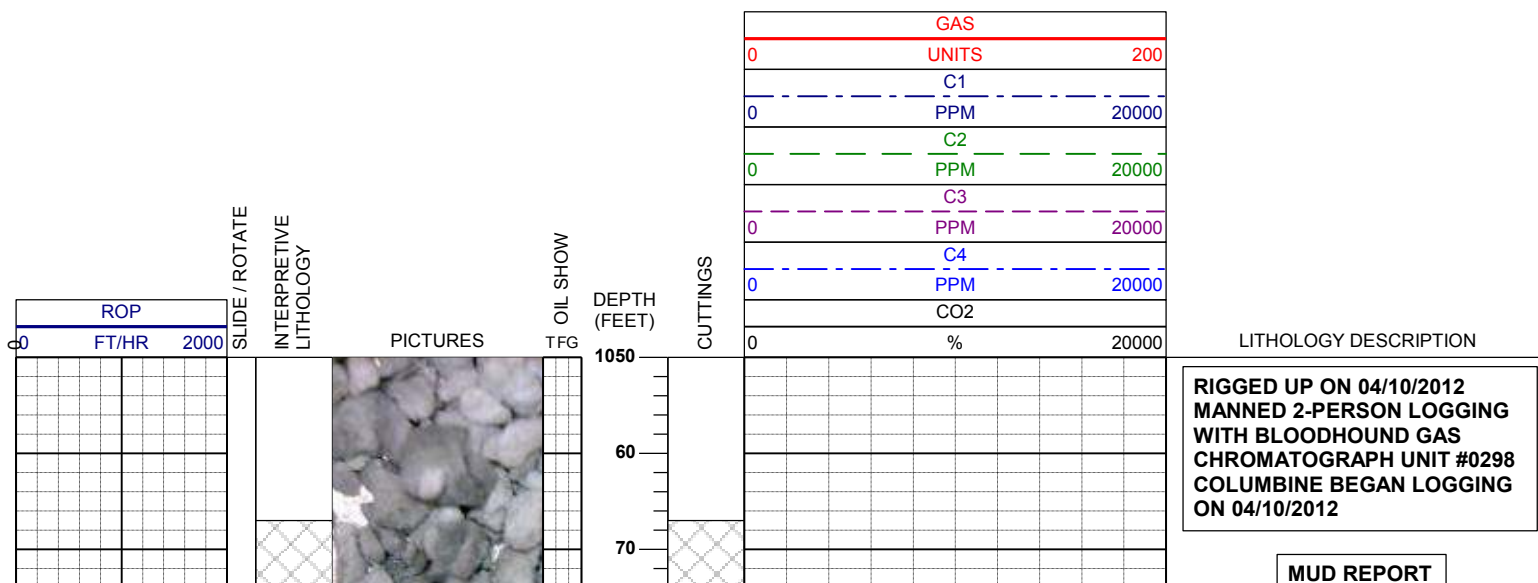 GAS
0 UNITS 200
C1
0 PPM 20000
C2
0 PPM 20000
C3
0 PPM 20000
C4
0 PPM 20000
CO2
0 % 20000
ROP
0 FT/HR 2000
0
SLIDE / ROTATE
INTERPRETIVE
LITHOLOGY
PICTURES
OIL SHOW
TFG
DEPTH
(FEET)
CUTTINGS
LITHOLOGY DESCRIPTION
1050
60
70
RIGGED UP ON 04/10/2012
MANNED 2-PERSON LOGGING
WITH BLOODHOUND GAS
CHROMATOGRAPH UNIT #0298
COLUMBINE BEGAN LOGGING
ON 04/10/2012
MUD REPORT